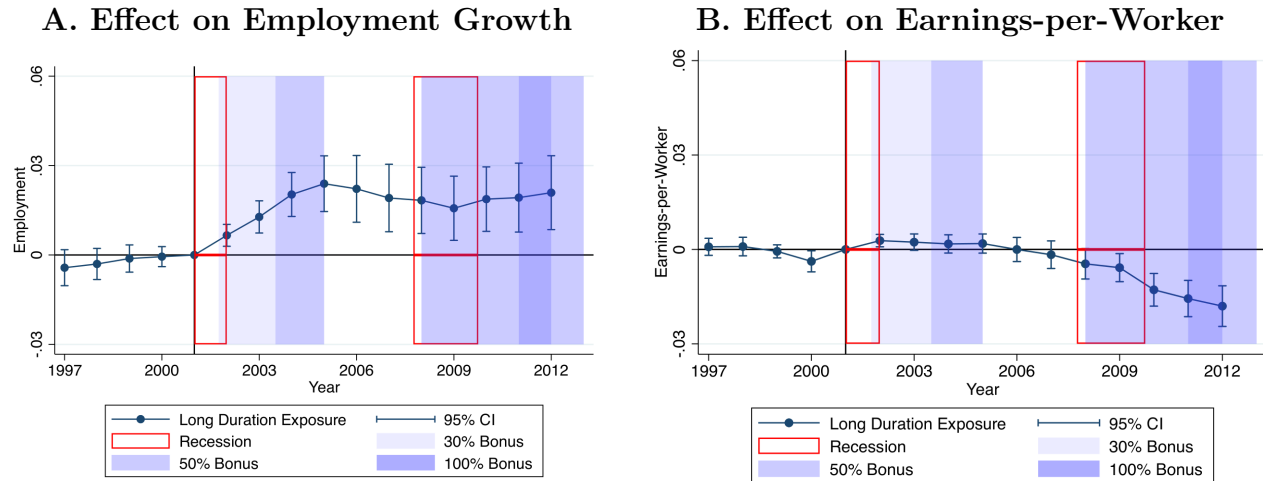 A. Effect on Employment Growth
.06
.03
0
-.03
Employment
1997 2000 2003 2006 2009 2012
Year
Long Duration Exposure 95% CI
Recession 30% Bonus
50% Bonus 100% Bonus
B. Effect on Earnings-per-Worker
.06
.03
0
-.03
Earnings-per-Worker
1997 2000 2003 2006 2009 2012
Year
Long Duration Exposure 95% CI
Recession 30% Bonus
50% Bonus 100% Bonus